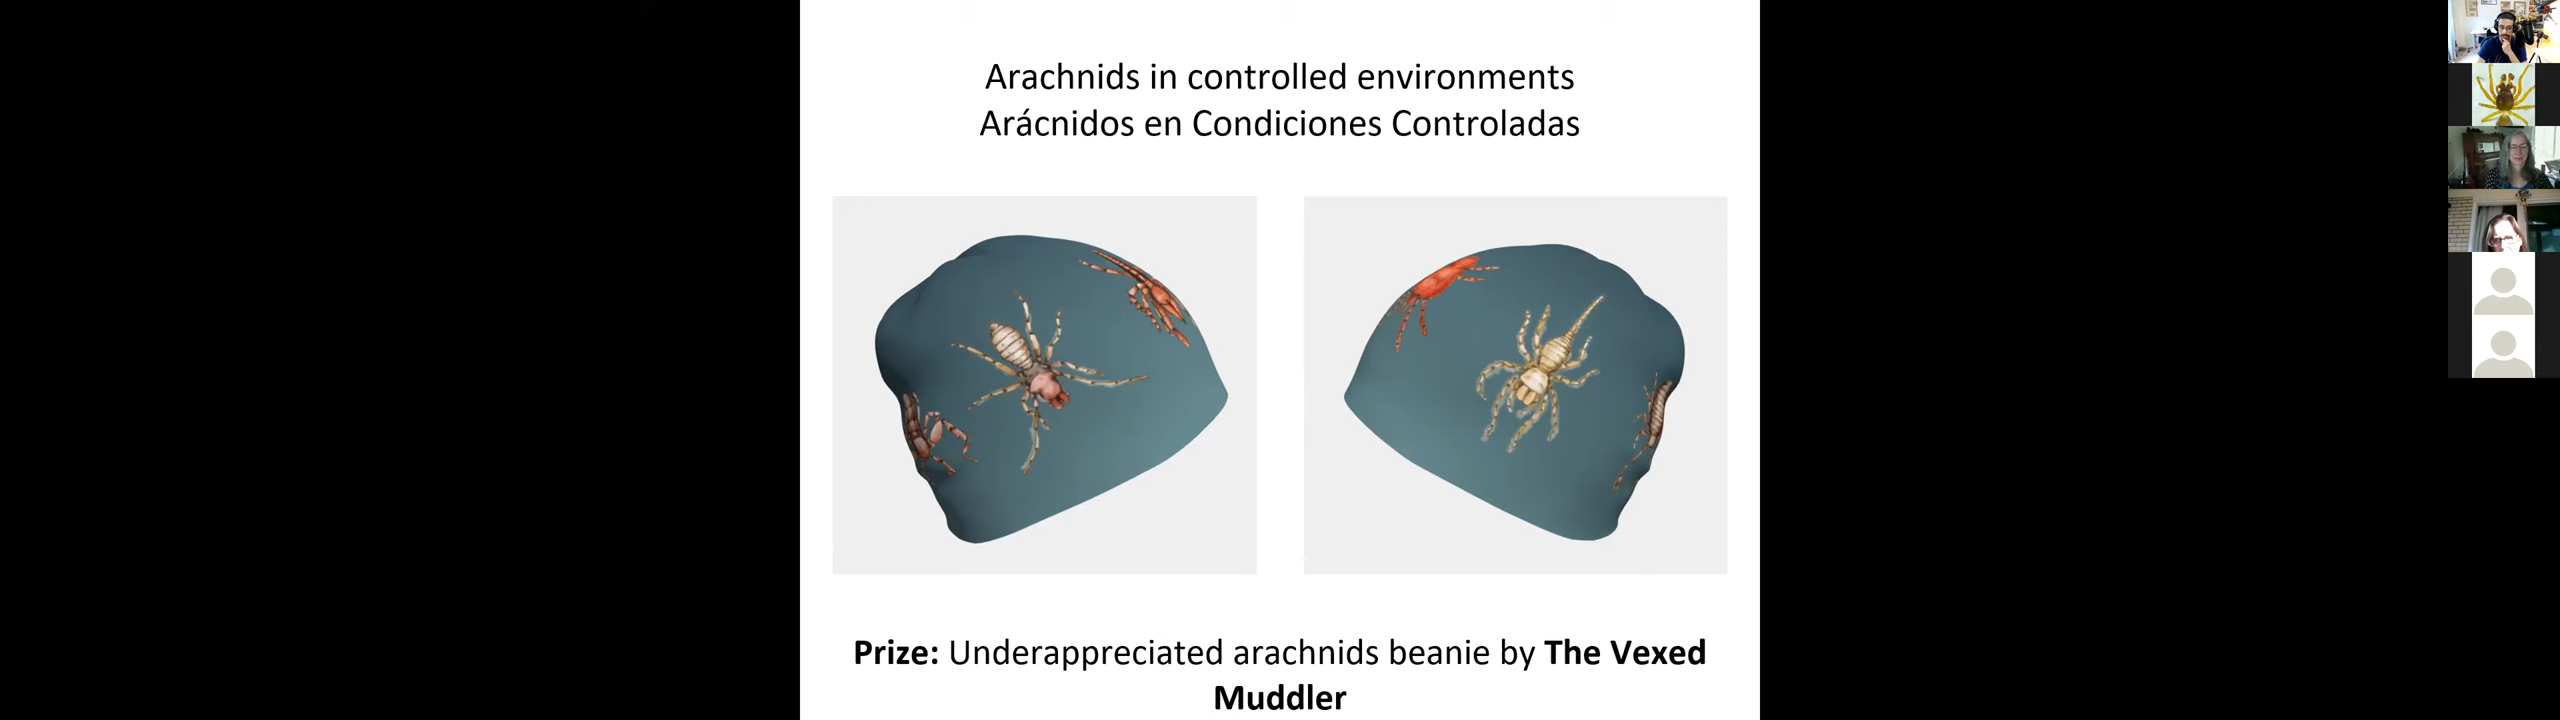 Arachnids in controlled environments
Arácnidos en Condiciones Controladas
Prize: Underappreciated arachnids beanie by The Vexed
Muddler